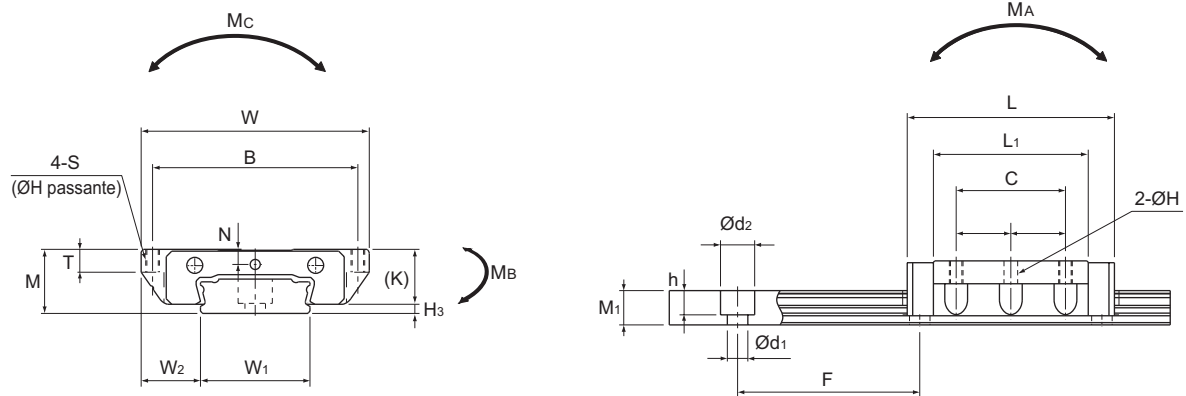 MC
W
B
4-S
(ØH passante)
N
T
M
(K)
MB
H3
W2
W1
MA
L
L1
C
2-ØH
Ød2
h
M1
Ød1
F